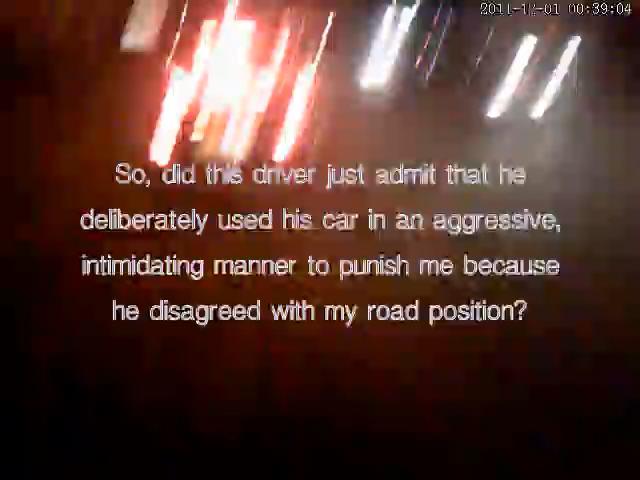 2011-12-01 00:39:04
So, did this driver just admit that he
deliberately used his car in an aggressive,
intimidating manner to punish me because
he disagreed with my road position?